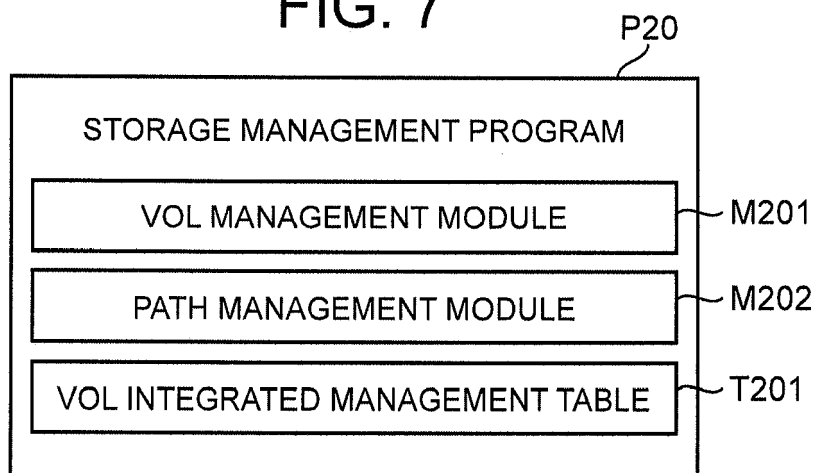 FIG. 7
P20
STORAGE MANAGEMENT PROGRAM
VOL MANAGEMENT MODULE
M201
PATH MANAGEMENT MODULE
M202
VOL INTEGRATED MANAGEMENT TABLE
T201